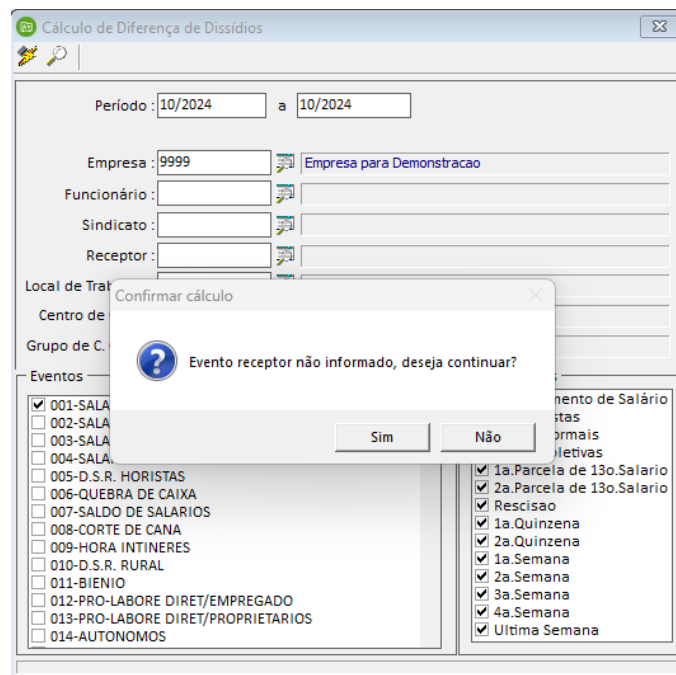 Cálculo de Diferença de Dissídios
Período : 10/2024 a 10/2024
Empresa : 9999 Empresa para Demonstracao
Funcionário :
Sindicato :
Receptor :
Local de Trab
Centro de
Grupo de C.
Confirmar cálculo
Evento receptor não informado, deseja continuar?
Sim Não
Eventos
001-SALA
002-SALA
003-SALA
004-SALA
005-D.S.R. HORISTAS
006-QUEBRA DE CAIXA
007-SALDO DE SALARIOS
008-CORTE DE CANA
009-HORA INTINERES
010-D.S.R. RURAL
011-BIENIO
012-PRO-LABORE DIRET/EMPREGADO
013-PRO-LABORE DIRET/PROPRIETARIOS
014-AUTONOMOS
mento de Salário
stas
ormais
letivas
1a.Parcela de 13o.Salario
2a.Parcela de 13o.Salario
Rescisao
1a.Quinzena
2a.Quinzena
1a.Semana
2a.Semana
3a.Semana
4a.Semana
Ultima Semana